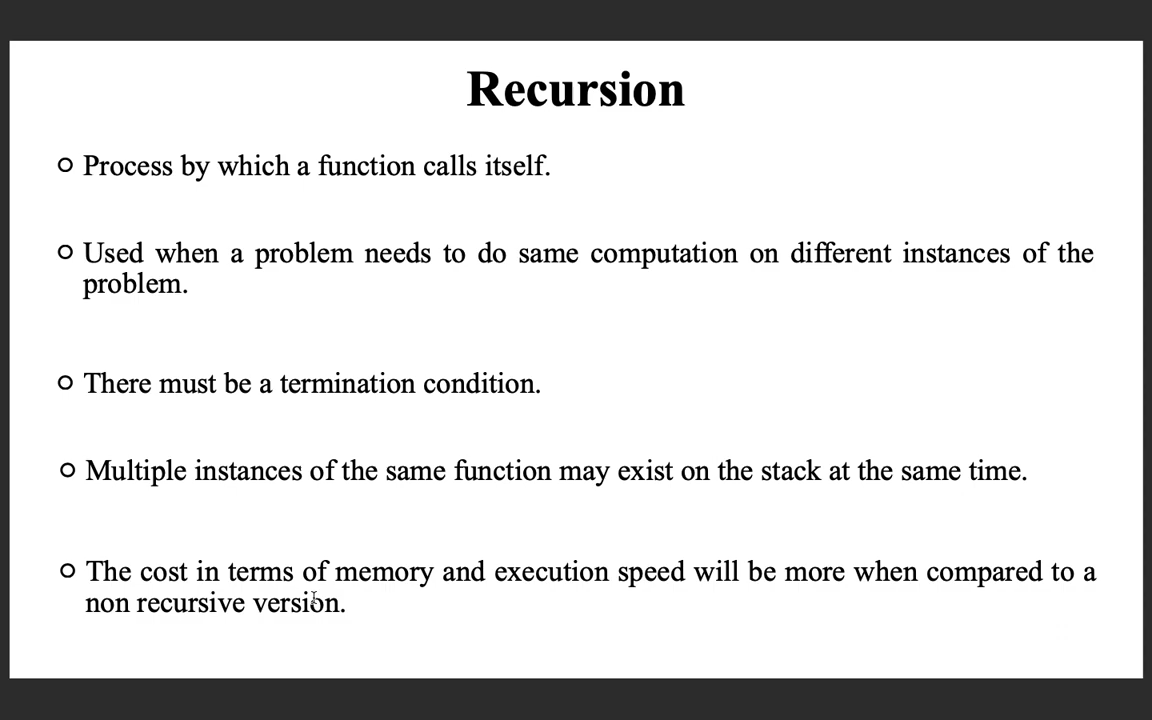 Recursion
Process by which a function calls itself.
Used when a problem needs to do same computation on different instances of the
problem.
There must be a termination condition.
Multiple instances of the same function may exist on the stack at the same time.
The cost in terms of memory and execution speed will be more when compared to a
non recursive version.